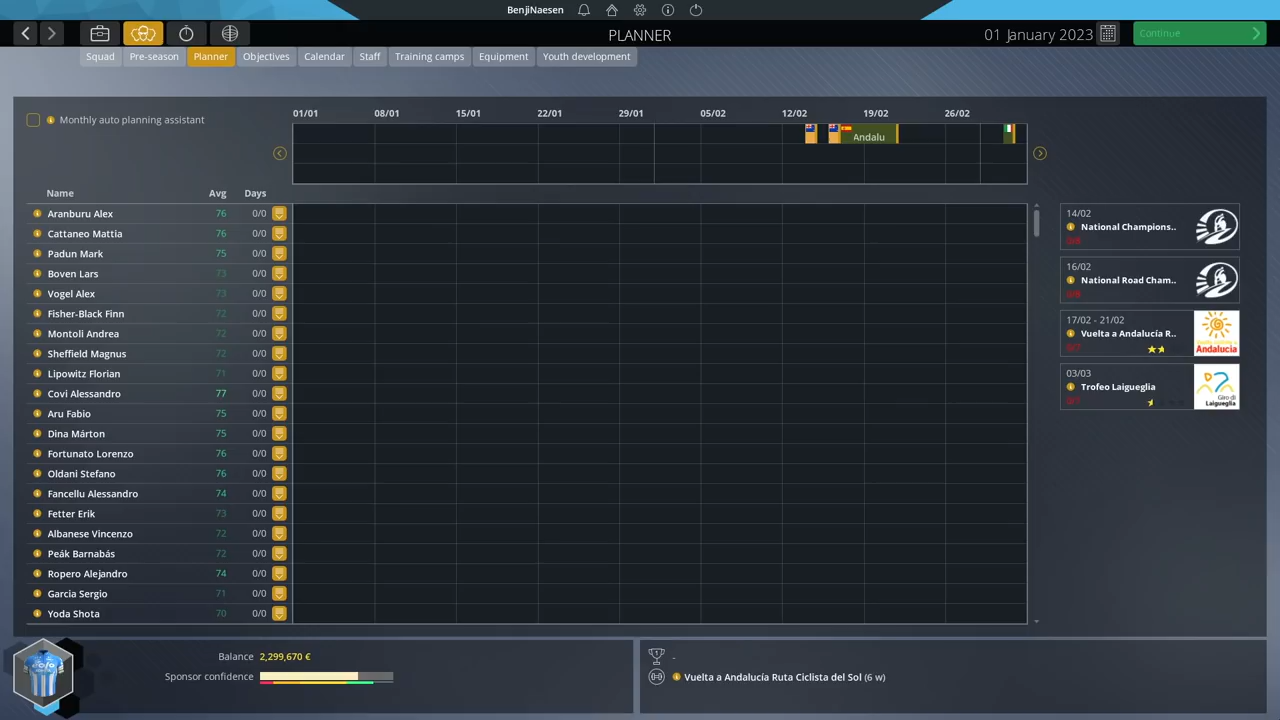 BenjiNaesen
PLANNER
01 January 2023
Continue
Squad
Pre-season
Planner
Objectives
Calendar
Staff
Training camps
Equipment
Youth development
Monthly auto planning assistant
01/01 08/01 15/01 22/01 29/01 05/02 12/02 19/02 26/02
Andalu
Name Avg Days
Aranburu Alex 76 0/0
Cattaneo Mattia 76 0/0
Padun Mark 75 0/0
Boven Lars 73 0/0
Vogel Alex 73 0/0
Fisher-Black Finn 72 0/0
Montoli Andrea 72 0/0
Sheffield Magnus 72 0/0
Lipowitz Florian 71 0/0
Covi Alessandro 77 0/0
Aru Fabio 75 0/0
Dina Márton 75 0/0
Fortunato Lorenzo 76 0/0
Oldani Stefano 76 0/0
Fancellu Alessandro 74 0/0
Fetter Erik 73 0/0
Albanese Vincenzo 72 0/0
Peák Barnabás 72 0/0
Ropero Alejandro 74 0/0
Garcia Sergio 71 0/0
Yoda Shota 70 0/0
14/02
National Champions..
16/02
National Road Cham..
17/02 - 21/02
Vuelta a Andalucía R..
Andalucia
03/03
Trofeo Laigueglia
Giro di
Laigueglia
Balance 2,299,670 €
Sponsor confidence
-
Vuelta a Andalucía Ruta Ciclista del Sol (6 w)